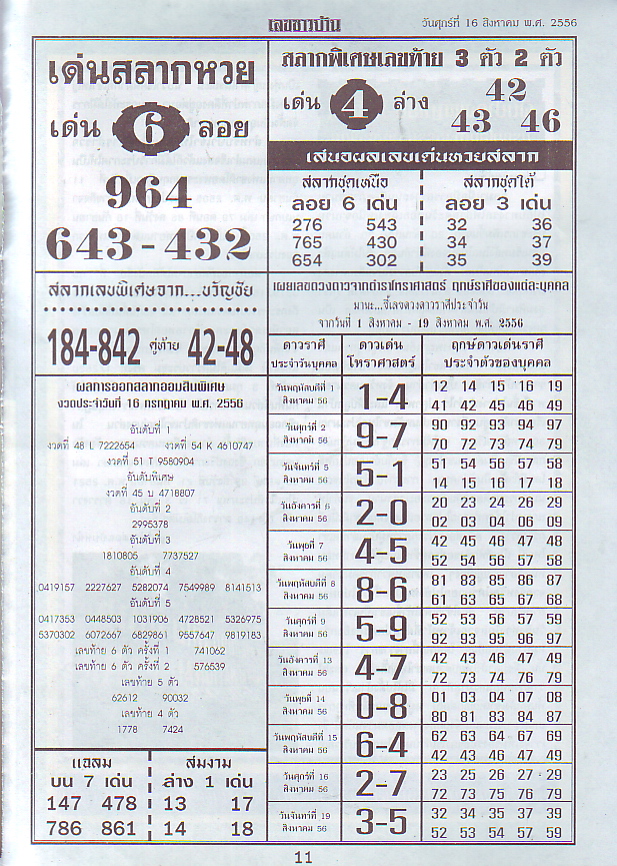 เลขชาวบ้าน
วันศุกร์ที่ 16 สิงหาคม พ.ศ. 2556
เด่นสลากหวย
เด่น 6 ลอย
964
643-432
สลากพิเศษเลขท้าย 3 ตัว 2 ตัว
เด่น 4 ล่าง
42
43 46
เสนอผลเลขเด่นหวยสลาก
สลากชุดเหนือ
ลอย 6 เด่น
276 543
765 430
654 302
สลากชุดใต้
ลอย 3 เด่น
32 36
34 37
35 39
สลากเลขพิเศษจาก...ขวัญชัย
184-842 คู่ท้าย 42-48
ผลการออกสลากออมสินพิเศษ
งวดประจำวันที่ 16 กรกฎาคม พ.ศ. 2556
อันดับที่ 1
งวดที่ 48 L 7222654 งวดที่ 54 K 4610747
งวดที่ 51 T 9580904
อันดับพิเศษ
งวดที่ 45 น 4718807
อันดับที่ 2
2995378
อันดับที่ 3
1810805 7737527
อันดับที่ 4
0419157 2227627 5282074 7549989 8141513
อันดับที่ 5
0417353 0448503 1031906 4728521 5326975
5370302 6072667 6829861 9557647 9819183
เลขท้าย 6 ตัว ครั้งที่ 1 741062
เลขท้าย 6 ตัว ครั้งที่ 2 576539
เลขท้าย 5 ตัว
62612 90032
เลขท้าย 4 ตัว
1778 7424
แฉลม
บน 7 เด่น
147 478
786 861
สมงาม
ล่าง 1 เด่น
13 17
14 18
เผยเลขดวงดาวจากตำราโหราศาสตร์ ฤกษ์ราศีของแต่ละบุคคล
มานะ...ชี้เลขดวงดาวราศีประจำวัน
จากวันที่ 1 สิงหาคม - 19 สิงหาคม พ.ศ. 2556
ดาวราศี
ประจำวันบุคคล
ดาวเด่น
โหราศาสตร์
ฤกษ์ดาวเด่นราศี
ประจำตัวของบุคคล
วันพฤหัสบดีที่ 1
สิงหาคม 56
1-4
12 14 15 16 19
41 42 45 46 49
วันศุกร์ที่ 2
สิงหาคม 56
9-7
90 92 93 94 97
70 72 73 74 79
วันจันทร์ที่ 5
สิงหาคม 56
5-1
51 54 56 57 58
14 15 16 17 18
วันอังคารที่ 6
สิงหาคม 56
2-0
20 23 24 26 29
02 03 04 06 09
วันพุธที่ 7
สิงหาคม 56
4-5
42 45 46 47 48
52 54 56 57 58
วันพฤหัสบดีที่ 8
สิงหาคม 56
8-6
81 83 85 86 87
61 63 65 67 68
วันศุกร์ที่ 9
สิงหาคม 56
5-9
52 53 56 57 59
92 93 95 96 97
วันอังคารที่ 13
สิงหาคม 56
4-7
42 43 46 47 49
72 73 74 76 79
วันพุธที่ 14
สิงหาคม 56
0-8
01 03 04 07 08
80 81 83 84 87
วันพฤหัสบดีที่ 15
สิงหาคม 56
6-4
62 63 64 67 69
42 43 46 47 49
วันศุกร์ที่ 16
สิงหาคม 56
2-7
23 25 26 27 29
72 73 75 76 79
วันจันทร์ที่ 19
สิงหาคม 56
3-5
32 34 35 37 39
52 53 54 57 59
11